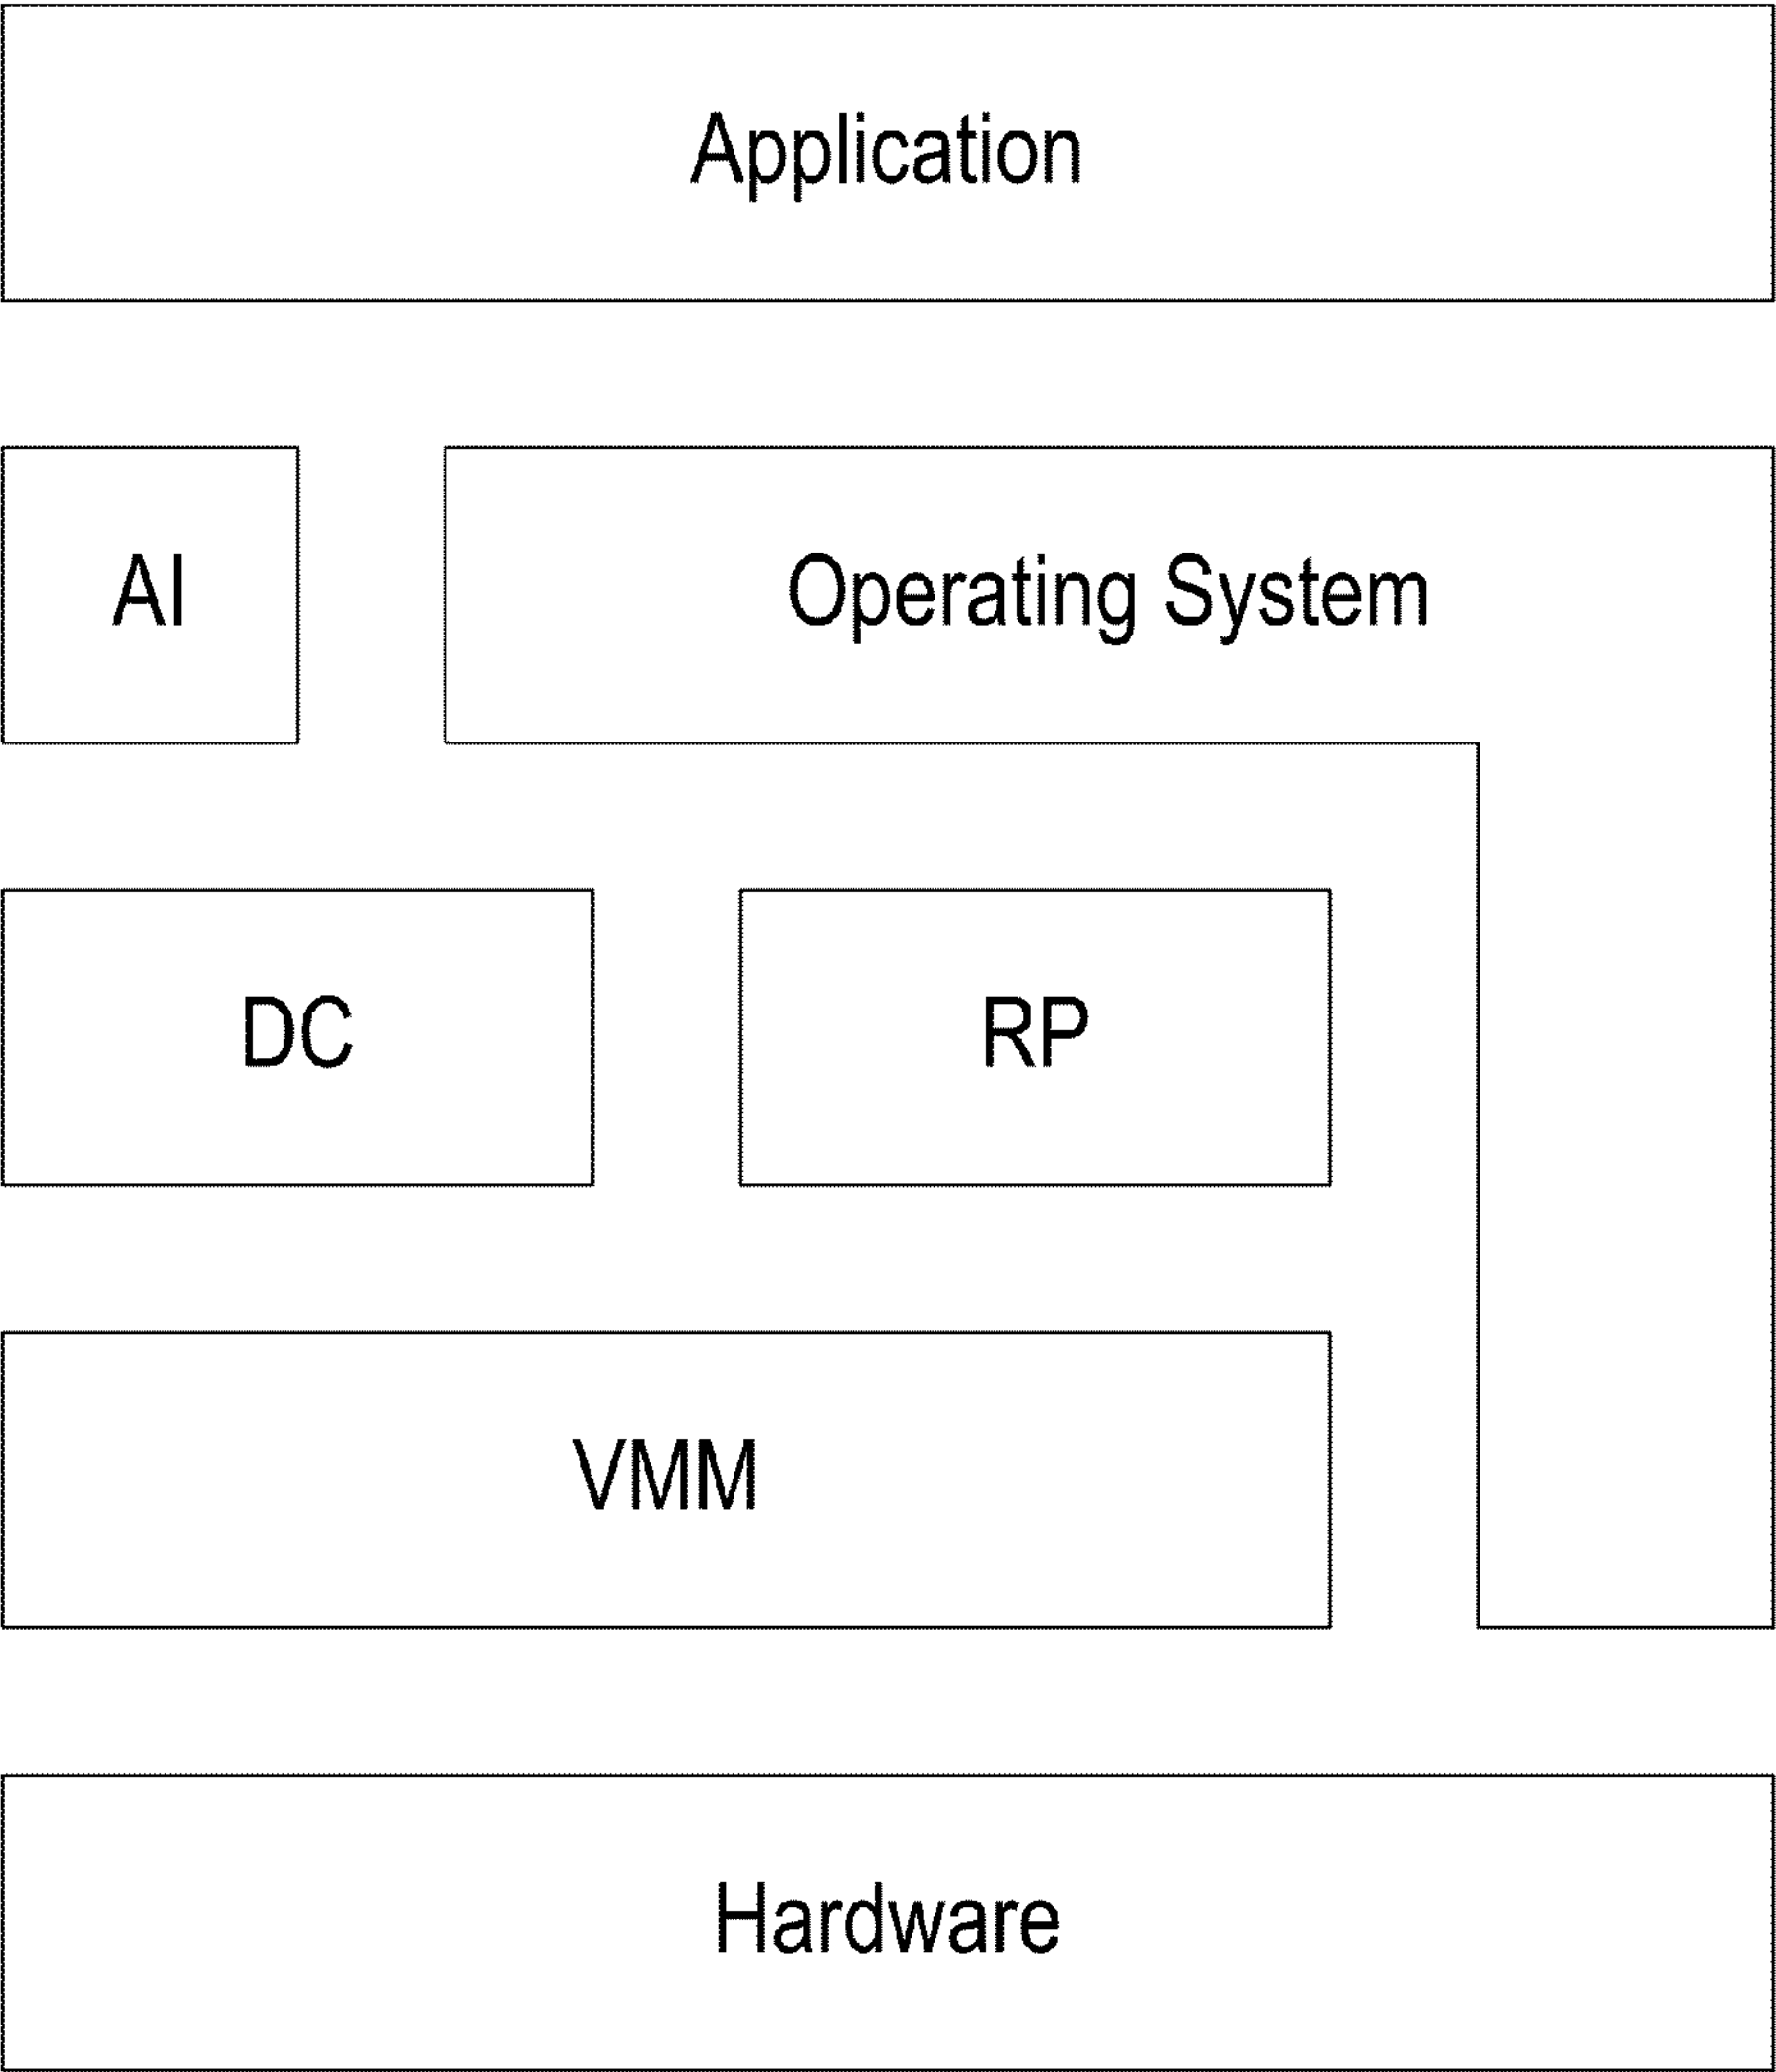 Application
AI
Operating System
DC
RP
VMM
Hardware